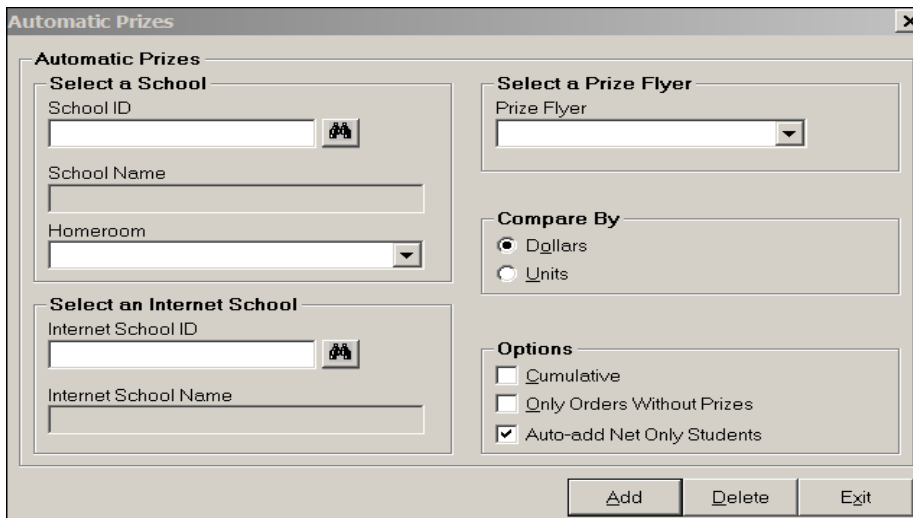 Automatic Prizes
Automatic Prizes
Select a School
School ID
School Name
Homeroom
Select an Internet School
Internet School ID
Internet School Name
Select a Prize Flyer
Prize Flyer
Compare By
Dollars
Units
Options
Cumulative
Only Orders Without Prizes
Auto-add Net Only Students
Add Delete Exit